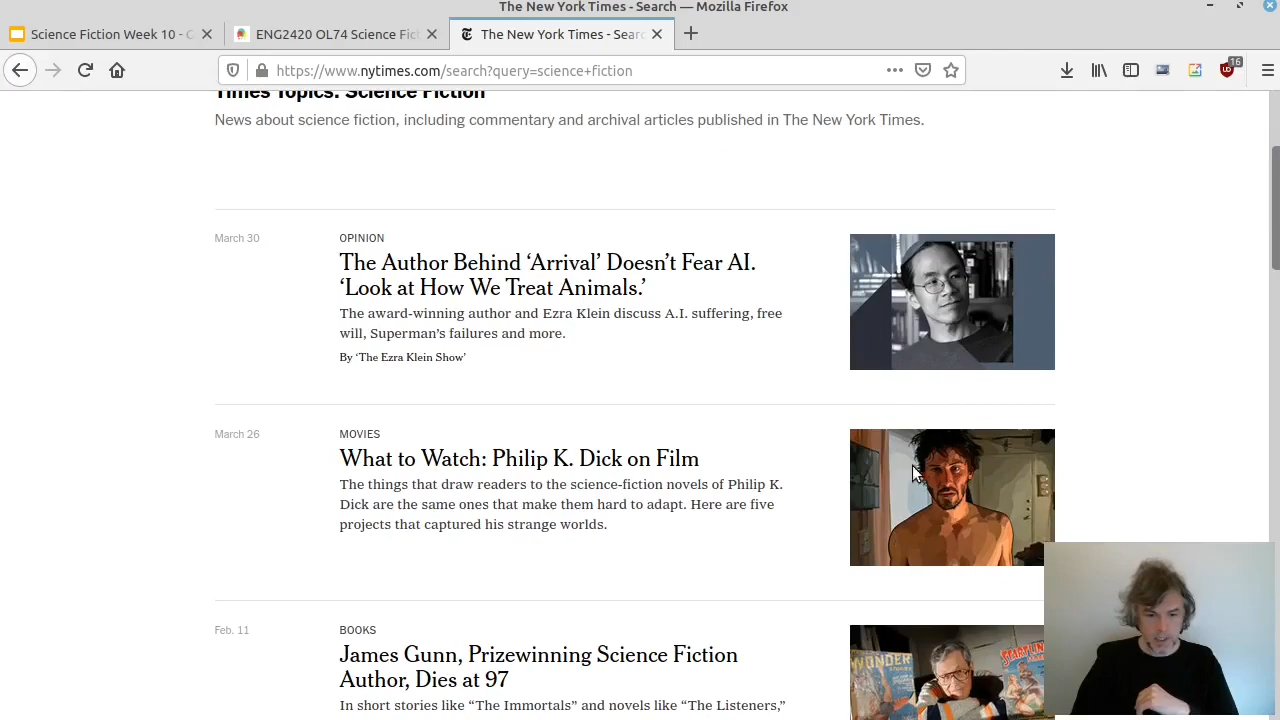 The New York Times - Search — Mozilla Firefox
Science Fiction Week 10 - C
ENG2420 OL74 Science Fic
The New York Times - Searc
https://www.nytimes.com/search?query=science+fiction
16
Times Topics: Science Fiction
News about science fiction, including commentary and archival articles published in The New York Times.
March 30
OPINION
The Author Behind ‘Arrival’ Doesn’t Fear AI.
‘Look at How We Treat Animals.’
The award-winning author and Ezra Klein discuss A.I. suffering, free
will, Superman’s failures and more.
By ‘The Ezra Klein Show’
March 26
MOVIES
What to Watch: Philip K. Dick on Film
The things that draw readers to the science-fiction novels of Philip K.
Dick are the same ones that make them hard to adapt. Here are five
projects that captured his strange worlds.
Feb. 11
BOOKS
James Gunn, Prizewinning Science Fiction
Author, Dies at 97
In short stories like “The Immortals” and novels like “The Listeners,”
WONDER
STARTLIN